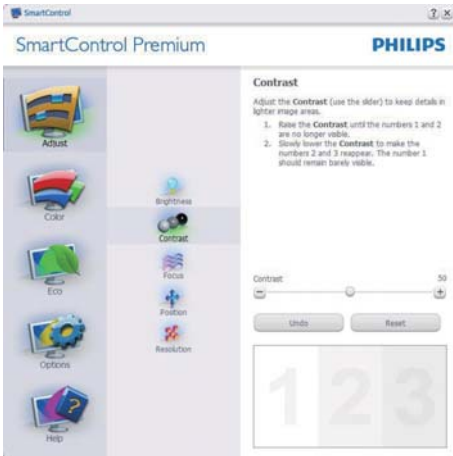 SmartControl
SmartControl Premium
PHILIPS
Adjust
Color
Eco
Options
Help
Brightness
Contrast
Focus
Position
Resolution
Contrast
Adjust the Contrast (use the slider) to keep details in
lighter image areas.
1. Raise the Contrast until the numbers 1 and 2
are no longer visible.
2. Slowly lower the Contrast to make the
numbers 2 and 3 reappear. The number 1
should remain barely visible.
Contrast 50
Undo Reset
1 2 3